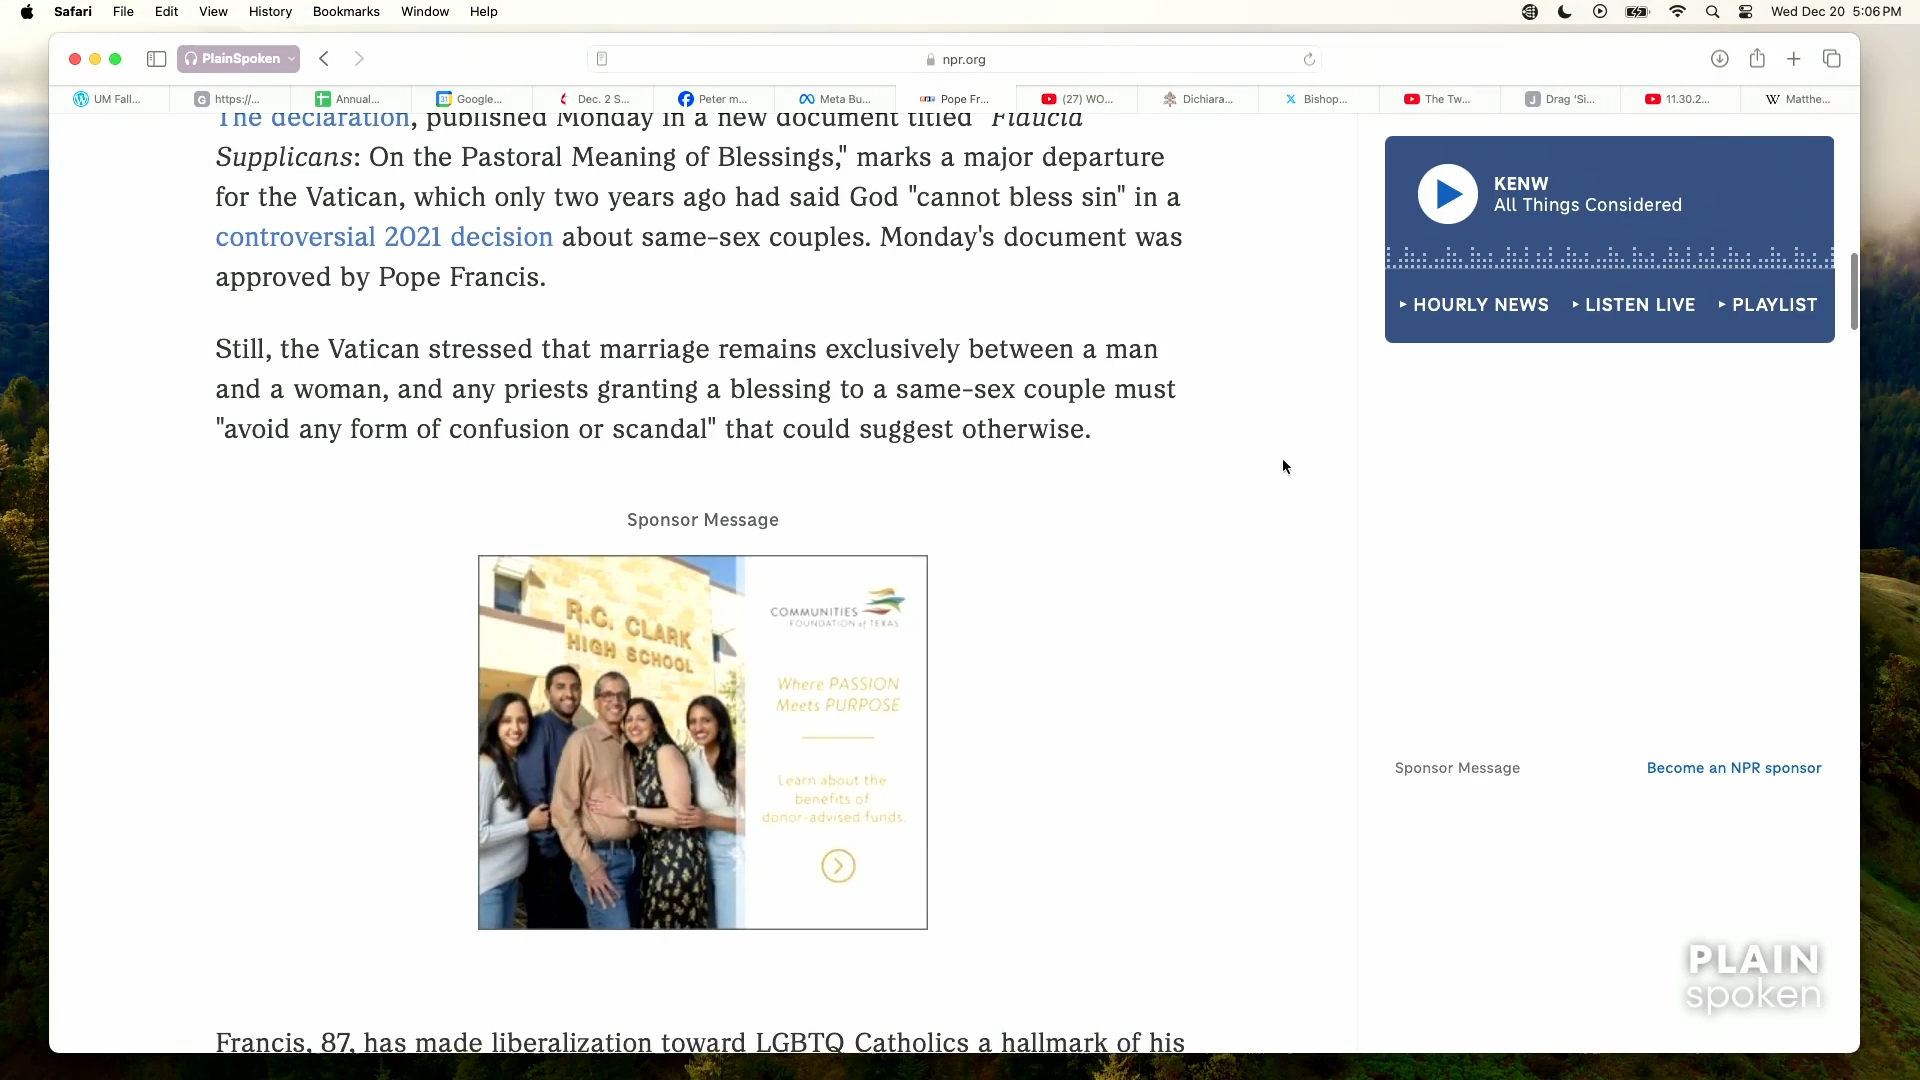 Safari File Edit View History Bookmarks Window Help Wed Dec 20 5:06 PM
PlainSpoken npr.org
UM Fall... https://... Annual... Google... Dec. 2 S... Peter m... Meta Bu... Pope Fr... (27) WO... Dichiara... Bishop... The Tw... Drag ‘Si... 11.30.2... Matthe...
The declaration, published Monday in a new document titled "Fiducia
Supplicans: On the Pastoral Meaning of Blessings," marks a major departure
for the Vatican, which only two years ago had said God "cannot bless sin" in a
controversial 2021 decision about same-sex couples. Monday's document was
approved by Pope Francis.
Still, the Vatican stressed that marriage remains exclusively between a man
and a woman, and any priests granting a blessing to a same-sex couple must
"avoid any form of confusion or scandal" that could suggest otherwise.
Sponsor Message
R.C. CLARK
HIGH SCHOOL
COMMUNITIES
FOUNDATION of TEXAS
Where PASSION
Meets PURPOSE
Learn about the
benefits of
donor-advised funds.
Francis, 87, has made liberalization toward LGBTQ Catholics a hallmark of his
KENW
All Things Considered
HOURLY NEWS LISTEN LIVE PLAYLIST
Sponsor Message Become an NPR sponsor
PLAIN
spoken